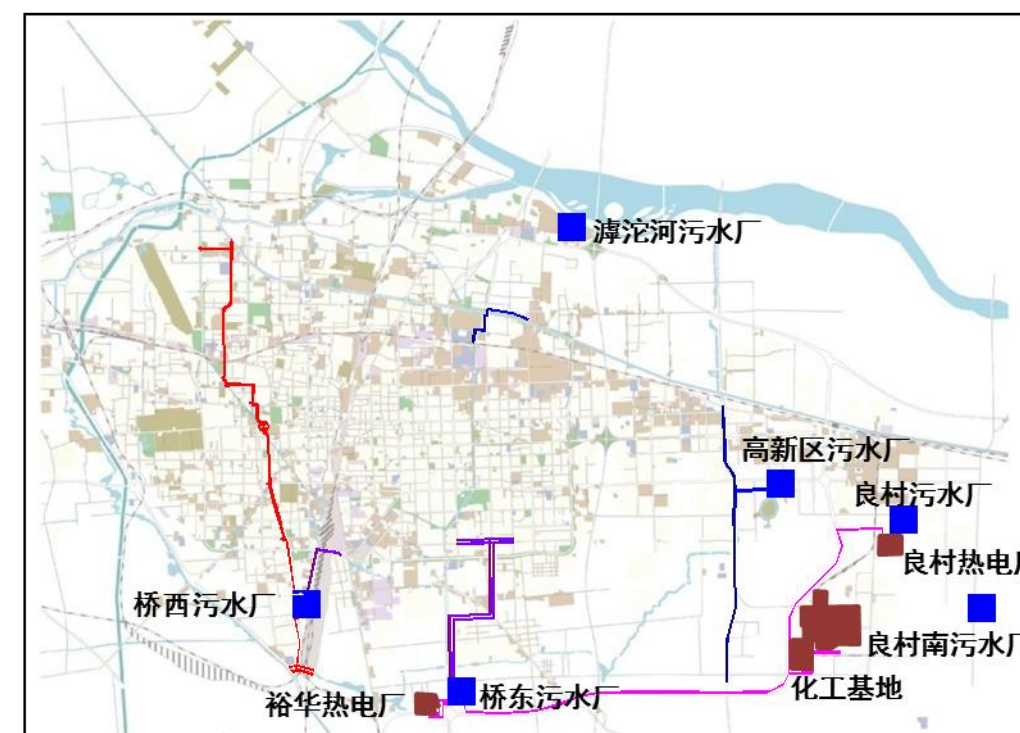 滹沱河污水厂
高新区污水厂
良村污水厂
良村热电厂
桥西污水厂
良村南污水厂
化工基地
裕华热电厂
桥东污水厂